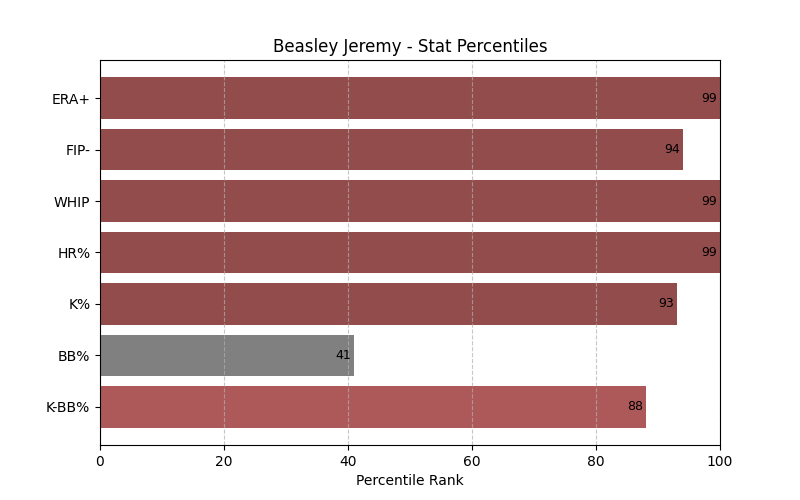 Beasley Jeremy - Stat Percentiles
ERA+ 99
FIP- 94
WHIP 99
HR% 99
K% 93
BB% 41
K-BB% 88
0 20 40 60 80 100
Percentile Rank